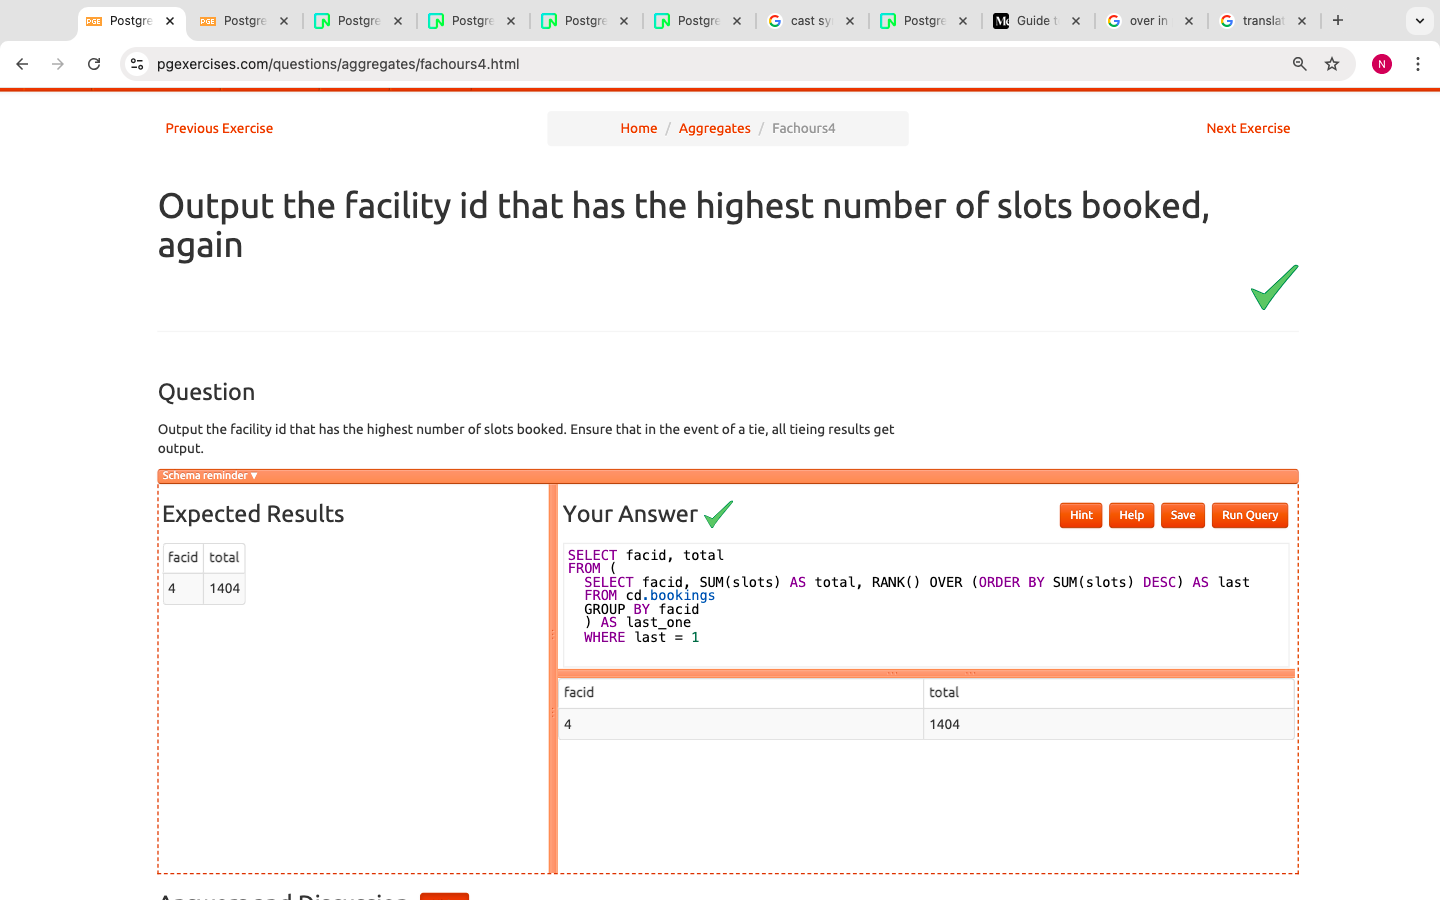 Postgre
Postgre
Postgre
Postgre
Postgre
Postgre
cast sy
Postgre
Guide t
over in
translat
pgexercises.com/questions/aggregates/fachours4.html
N
Previous Exercise
Home / Aggregates / Fachours4
Next Exercise
Output the facility id that has the highest number of slots booked,
again
Question
Output the facility id that has the highest number of slots booked. Ensure that in the event of a tie, all tieing results get
output.
Schema reminder ▼
Expected Results
facid total
4 1404
Your Answer
Hint Help Save Run Query
SELECT facid, total
FROM (
SELECT facid, SUM(slots) AS total, RANK() OVER (ORDER BY SUM(slots) DESC) AS last
FROM cd.bookings
GROUP BY facid
) AS last_one
WHERE last = 1
facid total
4 1404
Answers and Discussion